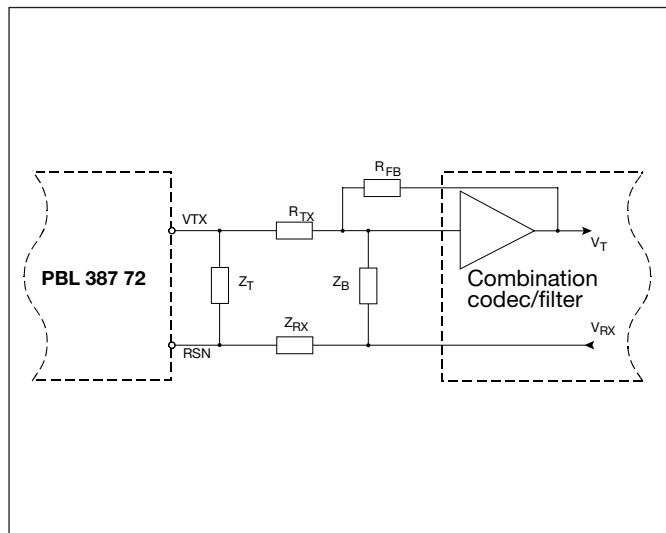 R_FB
VTX
R_TX
V_T
PBL 387 72
Z_T
Z_B
Combination
codec/filter
Z_RX
V_RX
RSN